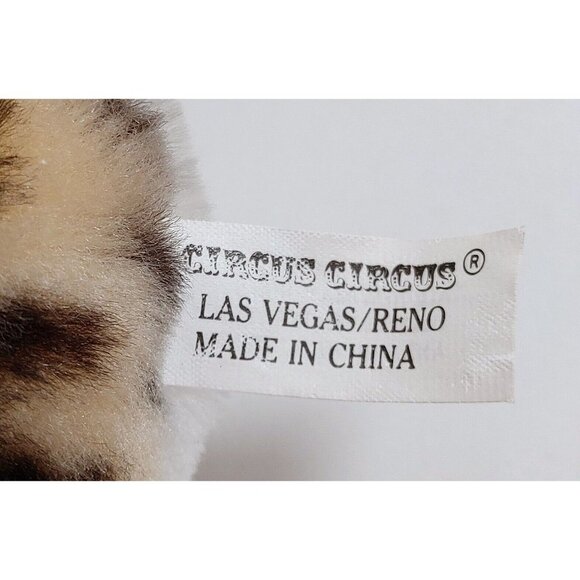 CIRCUS CIRCUS®
LAS VEGAS/RENO
MADE IN CHINA